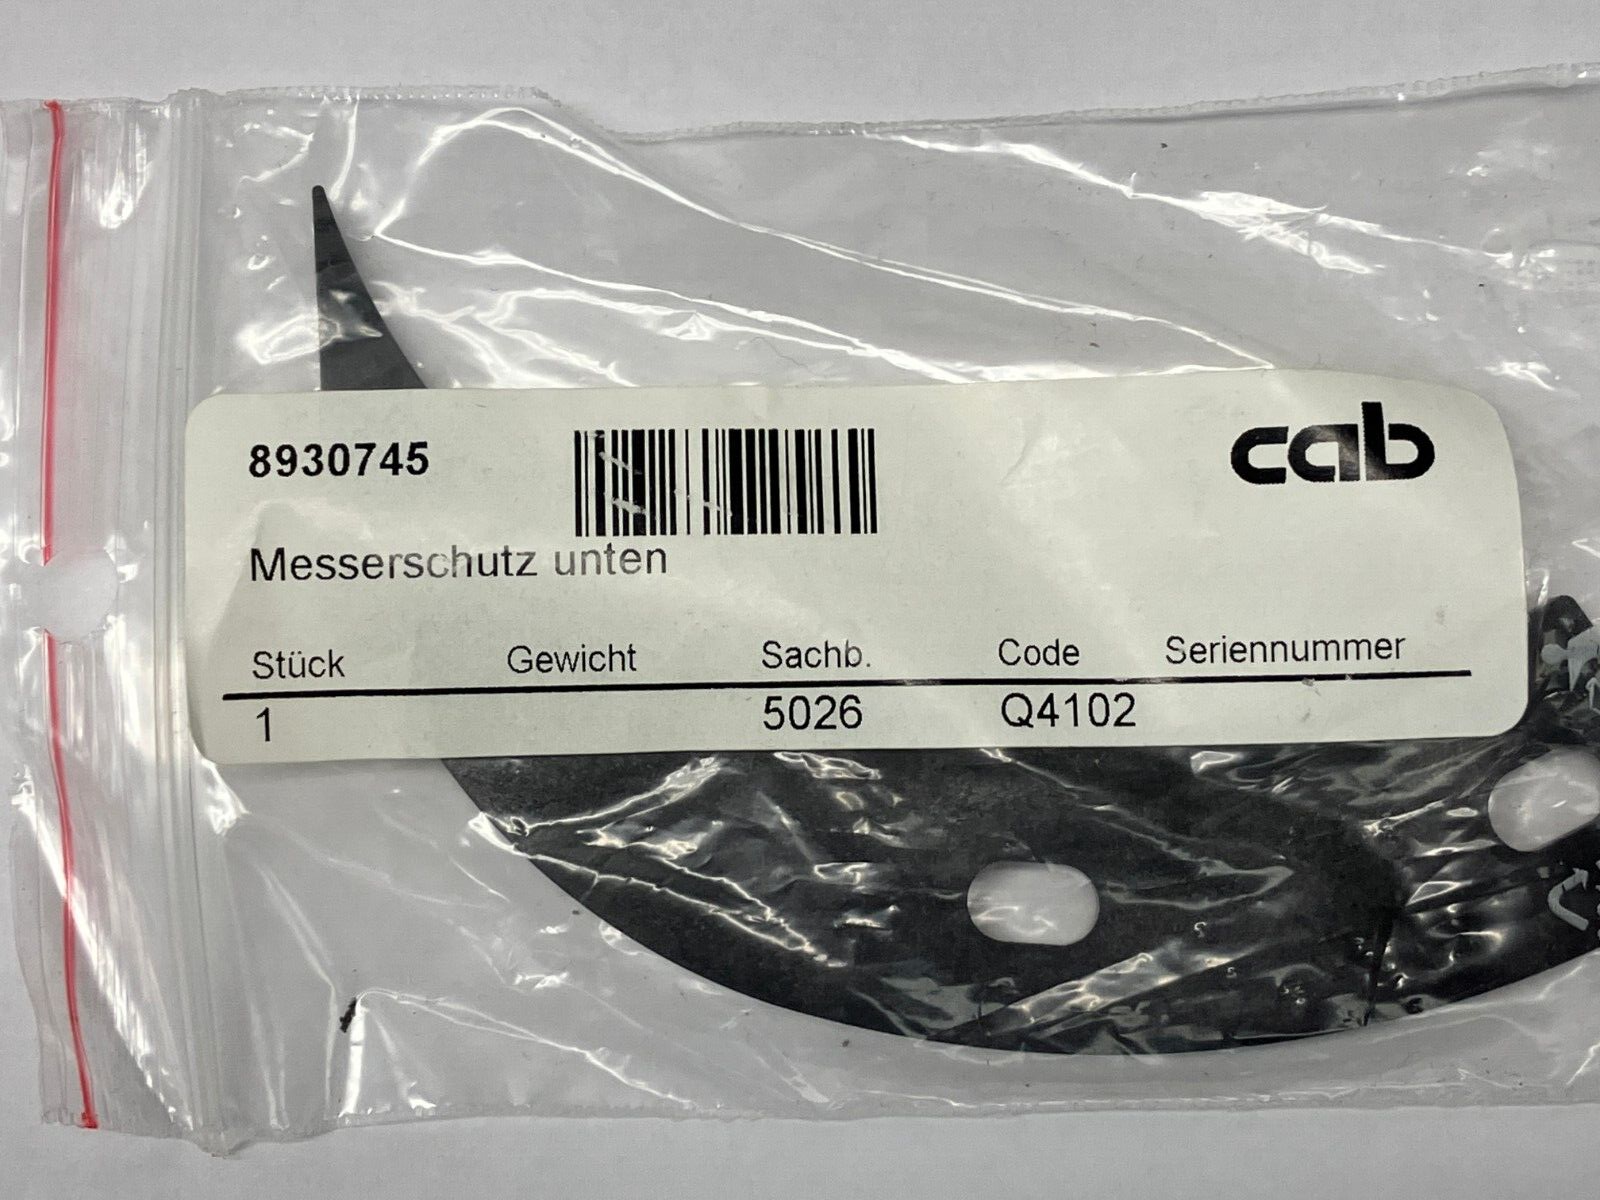 8930745
cab
Messerschutz unten
Stück Gewicht Sachb. Code Seriennummer
1 5026 Q4102